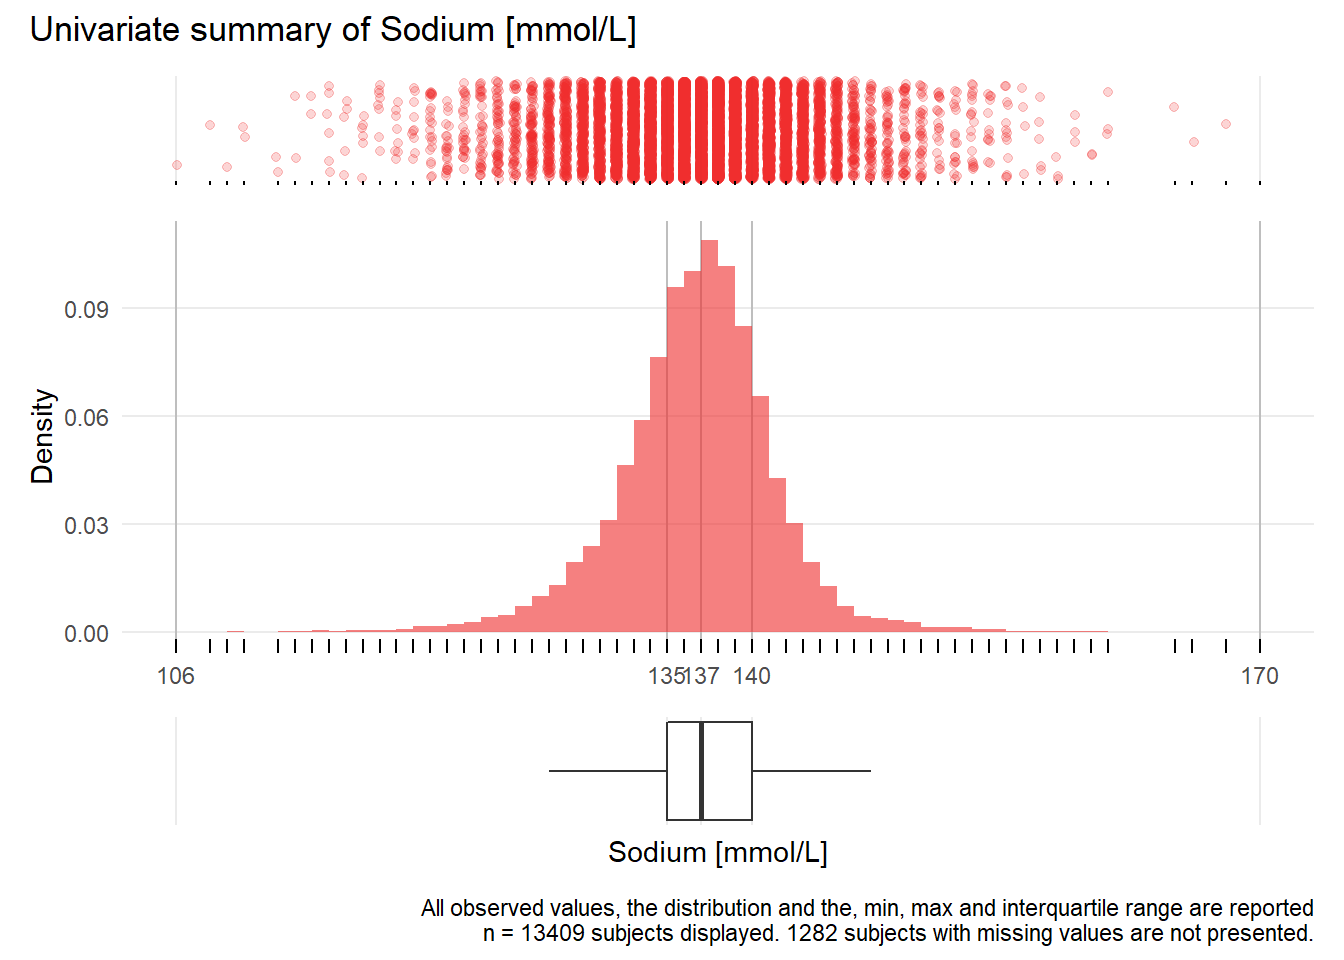 Univariate summary of Sodium [mmol/L]
0.09
0.06
0.03
0.00
Density
106 135 137 140 170
Sodium [mmol/L]
All observed values, the distribution and the, min, max and interquartile range are reported
n = 13409 subjects displayed. 1282 subjects with missing values are not presented.